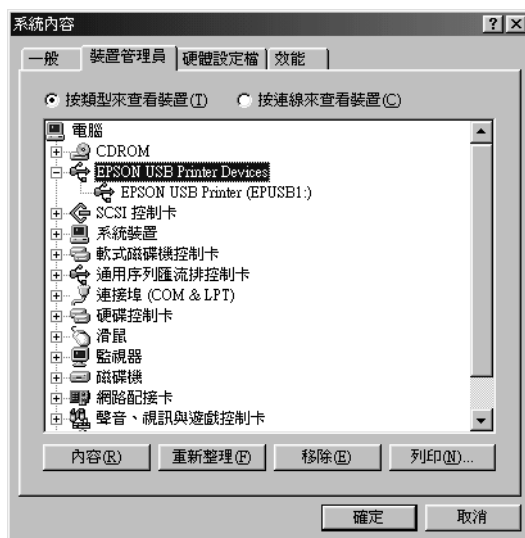 系統內容
一般 裝置管理員 硬體設定檔 效能
按類型來查看裝置(T) 按連線來查看裝置(C)
電腦
CDROM
EPSON USB Printer Devices
EPSON USB Printer (EPUSB1:)
SCSI 控制卡
系統裝置
軟式磁碟機控制卡
通用序列匯流排控制卡
連接埠 (COM & LPT)
硬碟控制卡
滑鼠
監視器
磁碟機
網路配接卡
聲音、視訊與遊戲控制卡
內容(R) 重新整理(F) 移除(E) 列印(N)...
確定 取消